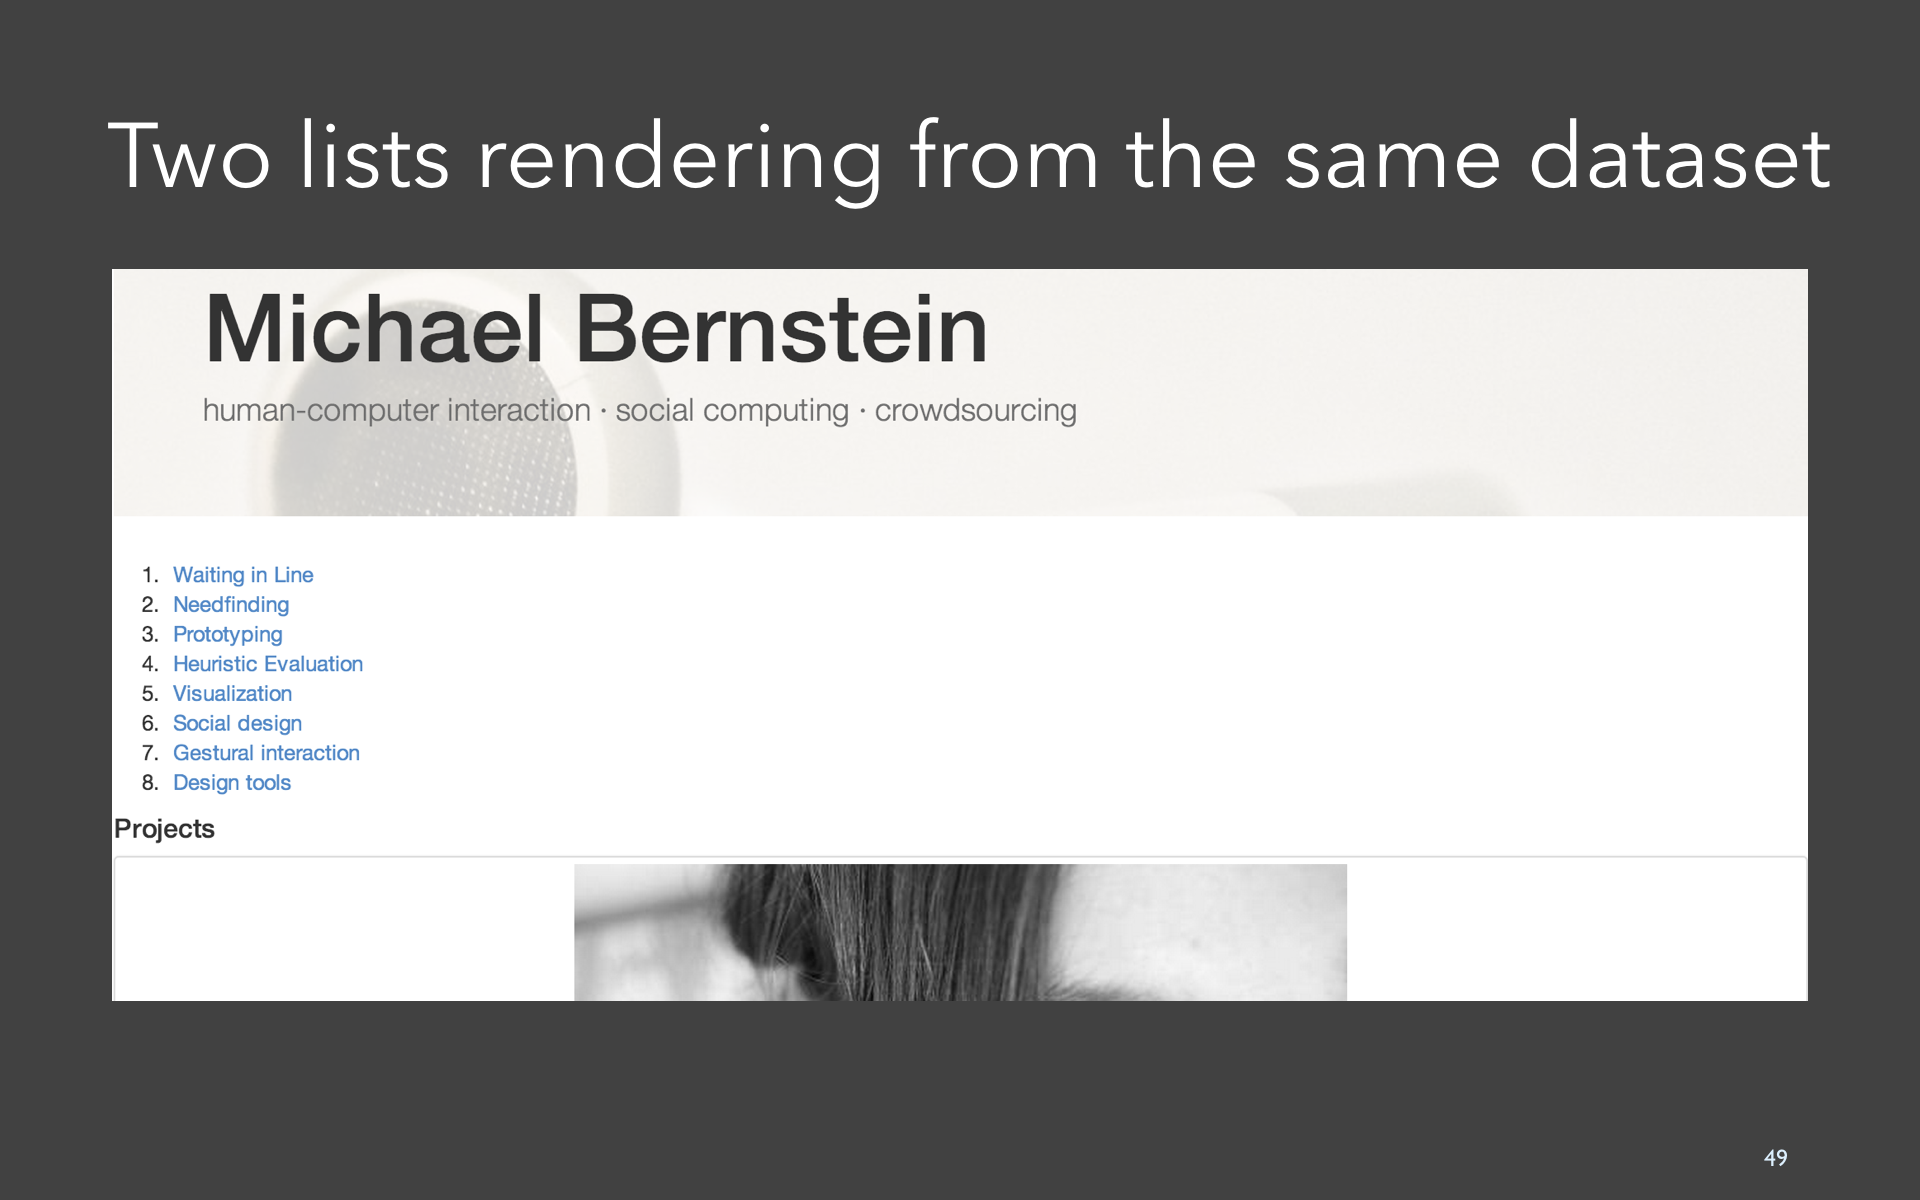 Two lists rendering from the same dataset
Michael Bernstein
human-computer interaction · social computing · crowdsourcing
1. Waiting in Line
2. Needfinding
3. Prototyping
4. Heuristic Evaluation
5. Visualization
6. Social design
7. Gestural interaction
8. Design tools
Projects
49